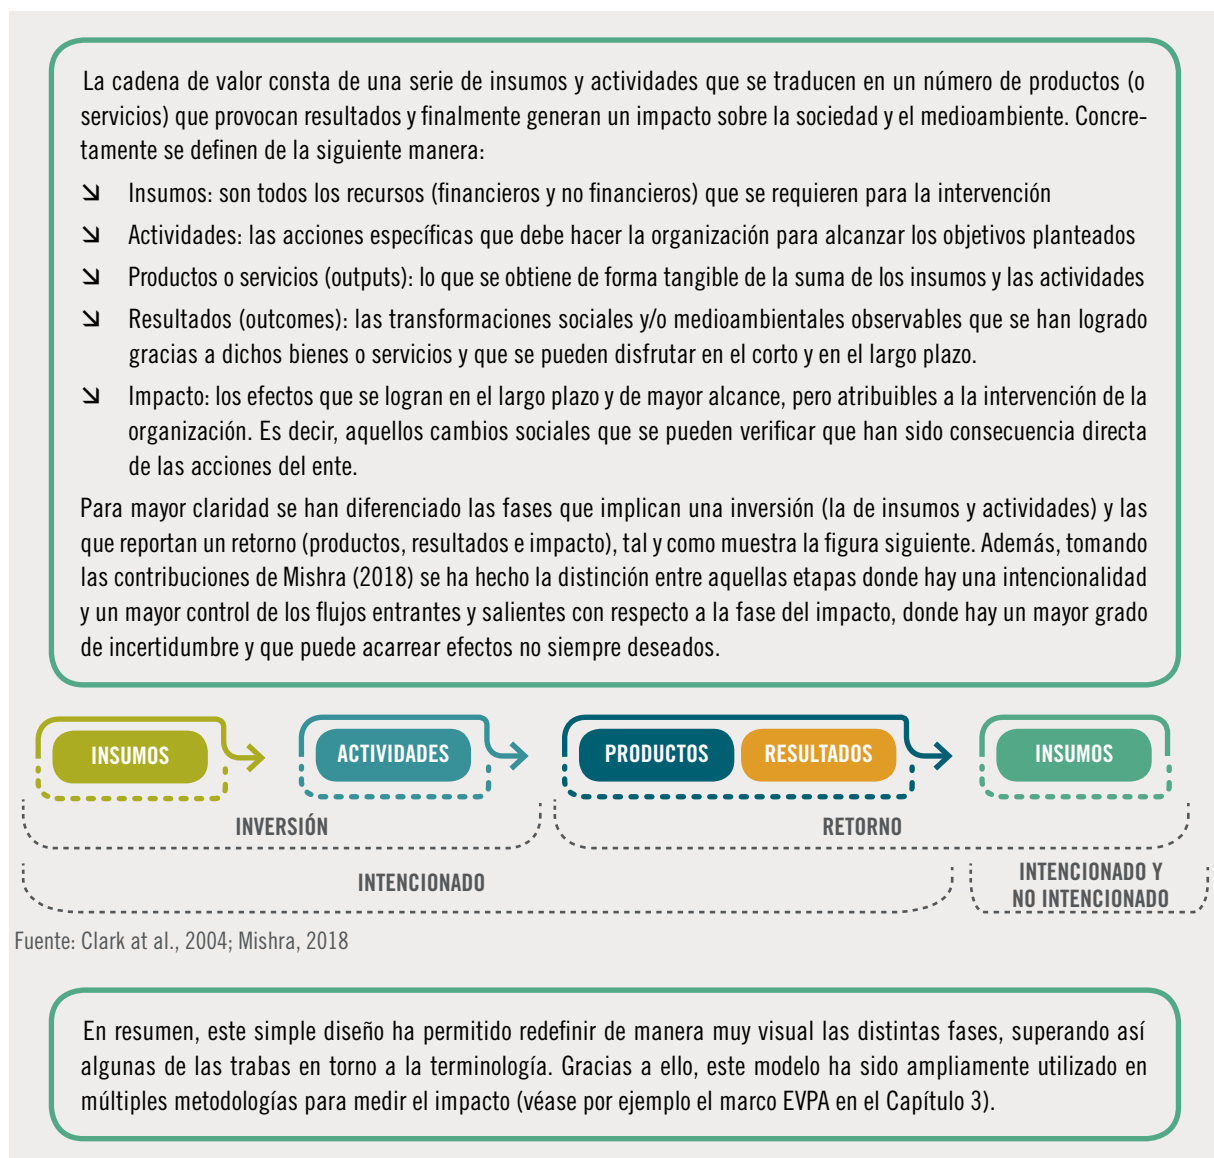 La cadena de valor consta de una serie de insumos y actividades que se traducen en un número de productos (o
servicios) que provocan resultados y finalmente generan un impacto sobre la sociedad y el medioambiente. Concre-
tamente se definen de la siguiente manera:
Insumos: son todos los recursos (financieros y no financieros) que se requieren para la intervención
Actividades: las acciones específicas que debe hacer la organización para alcanzar los objetivos planteados
Productos o servicios (outputs): lo que se obtiene de forma tangible de la suma de los insumos y las actividades
Resultados (outcomes): las transformaciones sociales y/o medioambientales observables que se han logrado
gracias a dichos bienes o servicios y que se pueden disfrutar en el corto y en el largo plazo.
Impacto: los efectos que se logran en el largo plazo y de mayor alcance, pero atribuibles a la intervención de la
organización. Es decir, aquellos cambios sociales que se pueden verificar que han sido consecuencia directa
de las acciones del ente.
Para mayor claridad se han diferenciado las fases que implican una inversión (la de insumos y actividades) y las
que reportan un retorno (productos, resultados e impacto), tal y como muestra la figura siguiente. Además, tomando
las contribuciones de Mishra (2018) se ha hecho la distinción entre aquellas etapas donde hay una intencionalidad
y un mayor control de los flujos entrantes y salientes con respecto a la fase del impacto, donde hay un mayor grado
de incertidumbre y que puede acarrear efectos no siempre deseados.
INSUMOS
ACTIVIDADES
PRODUCTOS
RESULTADOS
INSUMOS
INVERSIÓN
RETORNO
INTENCIONADO
INTENCIONADO Y
NO INTENCIONADO
Fuente: Clark at al., 2004; Mishra, 2018
En resumen, este simple diseño ha permitido redefinir de manera muy visual las distintas fases, superando así
algunas de las trabas en torno a la terminología. Gracias a ello, este modelo ha sido ampliamente utilizado en
múltiples metodologías para medir el impacto (véase por ejemplo el marco EVPA en el Capítulo 3).